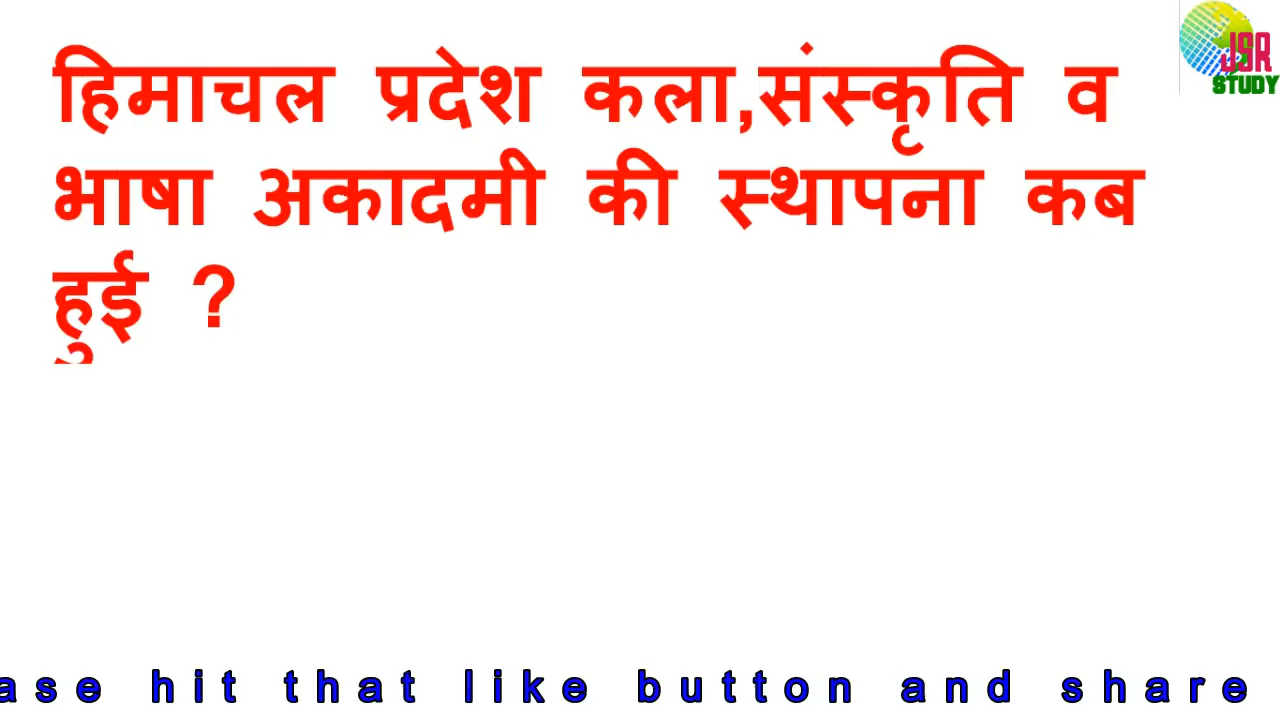 JSR
STUDY
हिमाचल प्रदेश कला,संस्कृति व
भाषा अकादमी की स्थापना कब
हुई ?
ase hit that like button and share